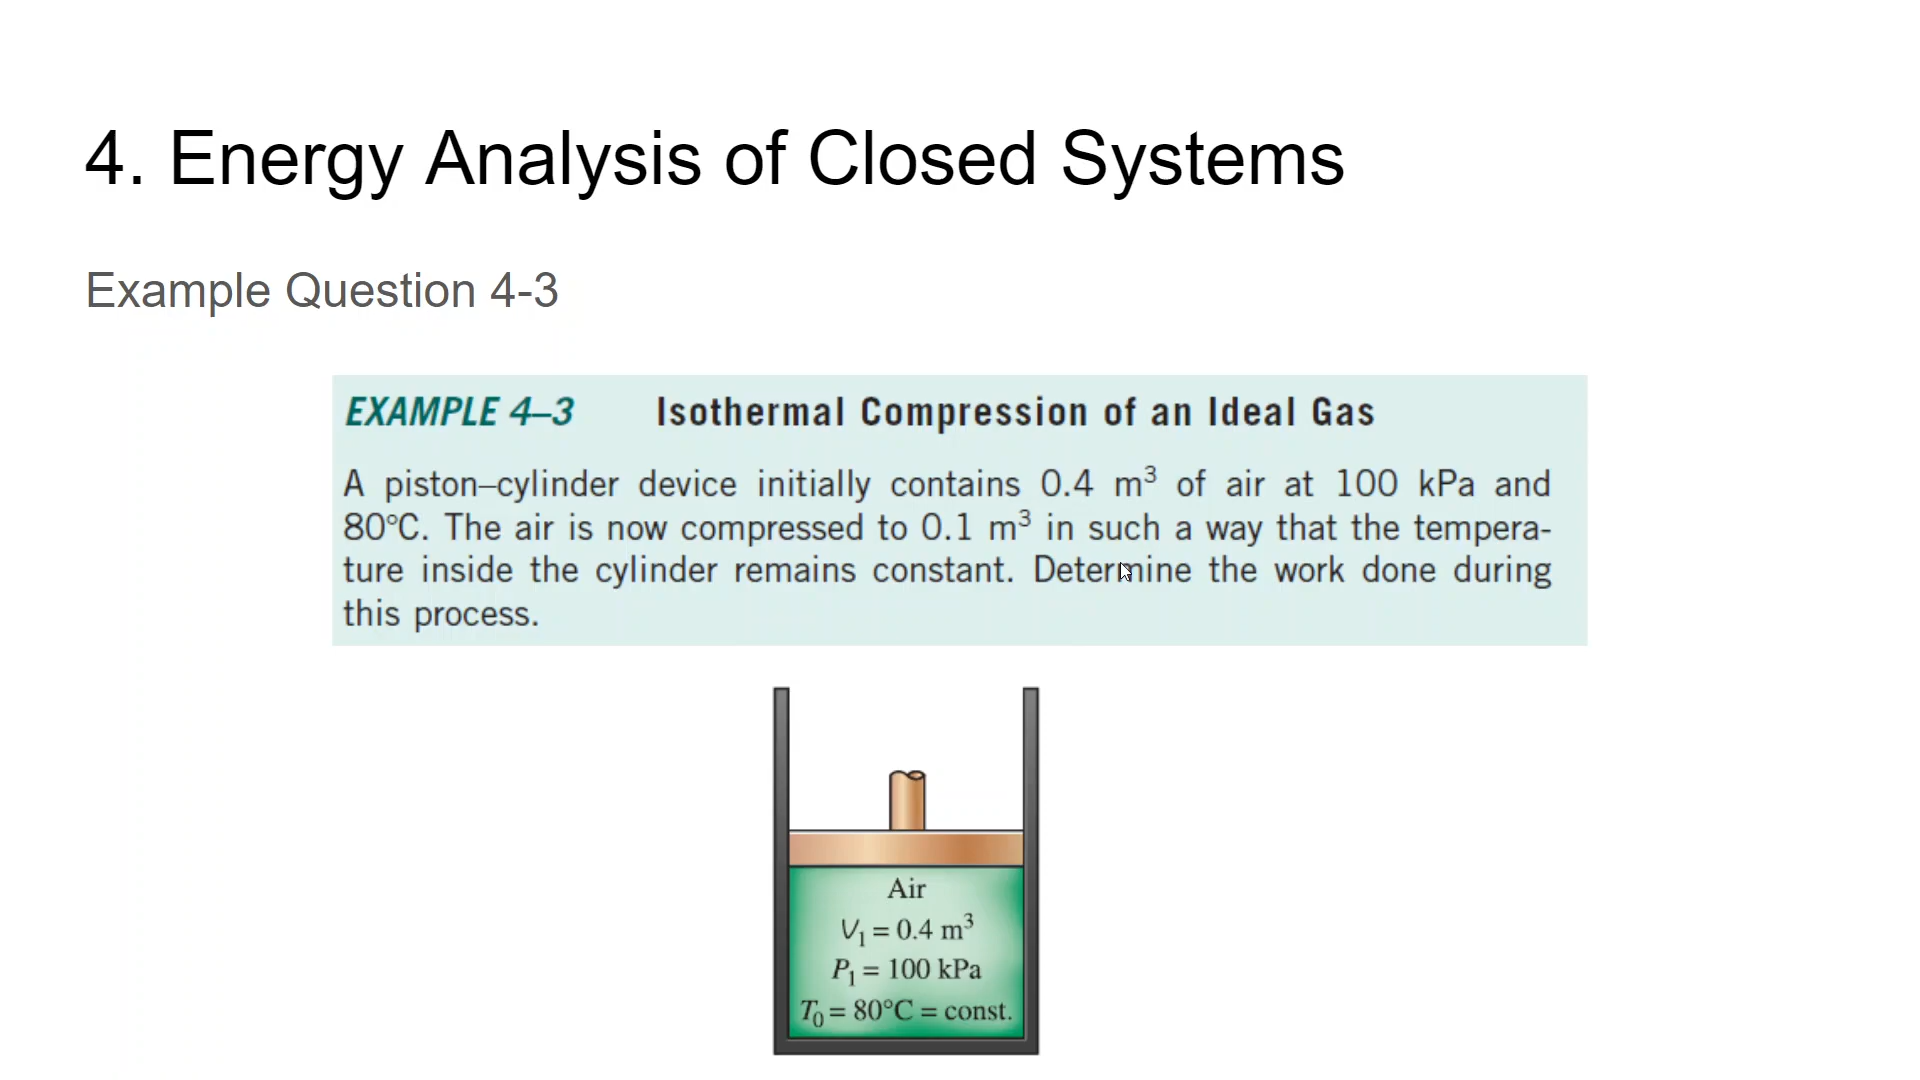 4. Energy Analysis of Closed Systems
Example Question 4-3
EXAMPLE 4–3 Isothermal Compression of an Ideal Gas
A piston–cylinder device initially contains 0.4 m³ of air at 100 kPa and
80°C. The air is now compressed to 0.1 m³ in such a way that the tempera-
ture inside the cylinder remains constant. Determine the work done during
this process.
Air
V₁ = 0.4 m³
P₁ = 100 kPa
T₀ = 80°C = const.